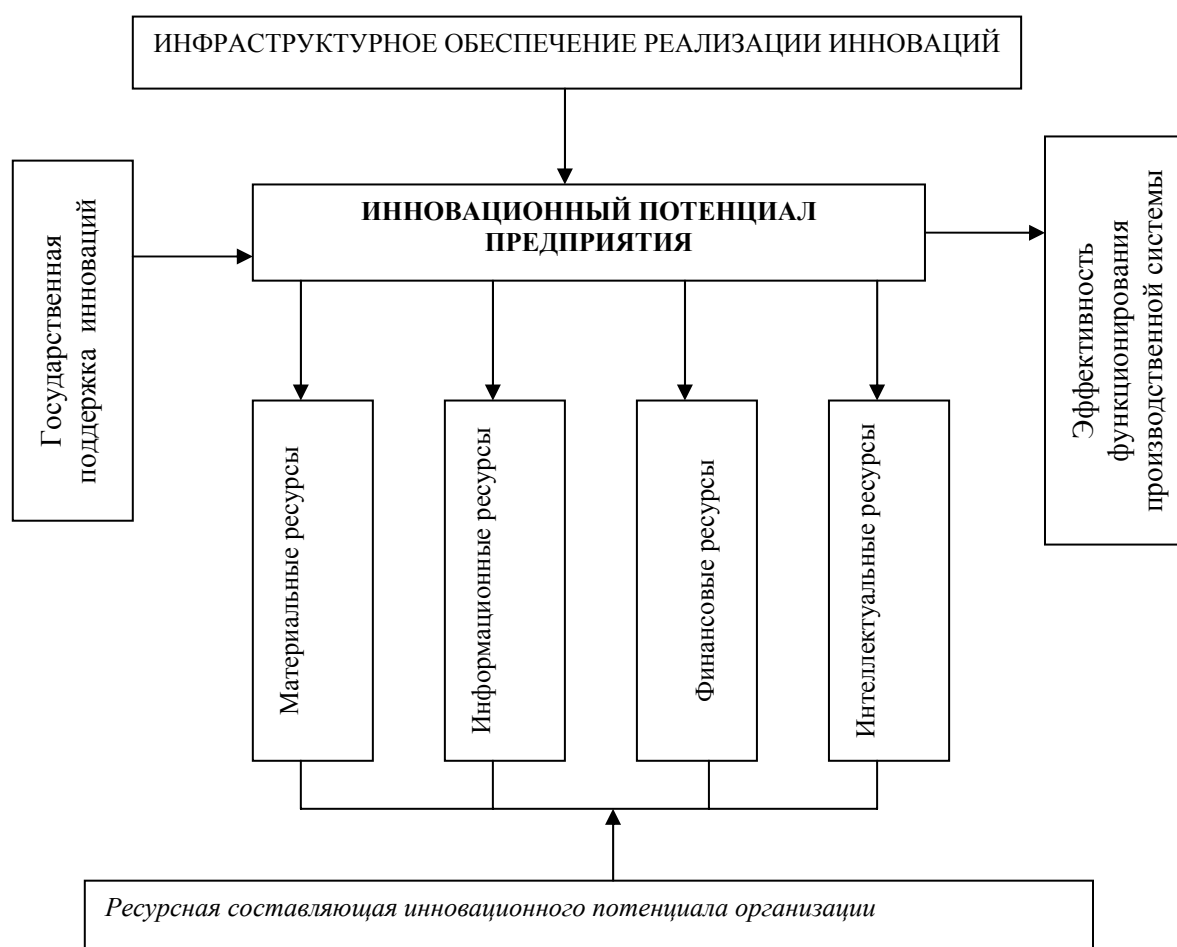 ИНФРАСТРУКТУРНОЕ ОБЕСПЕЧЕНИЕ РЕАЛИЗАЦИИ ИННОВАЦИЙ
Государственная
поддержка инноваций
ИННОВАЦИОННЫЙ ПОТЕНЦИАЛ
ПРЕДПРИЯТИЯ
Эффективность
функционирования
производственной системы
Материальные ресурсы
Информационные ресурсы
Финансовые ресурсы
Интеллектуальные ресурсы
Ресурсная составляющая инновационного потенциала организации